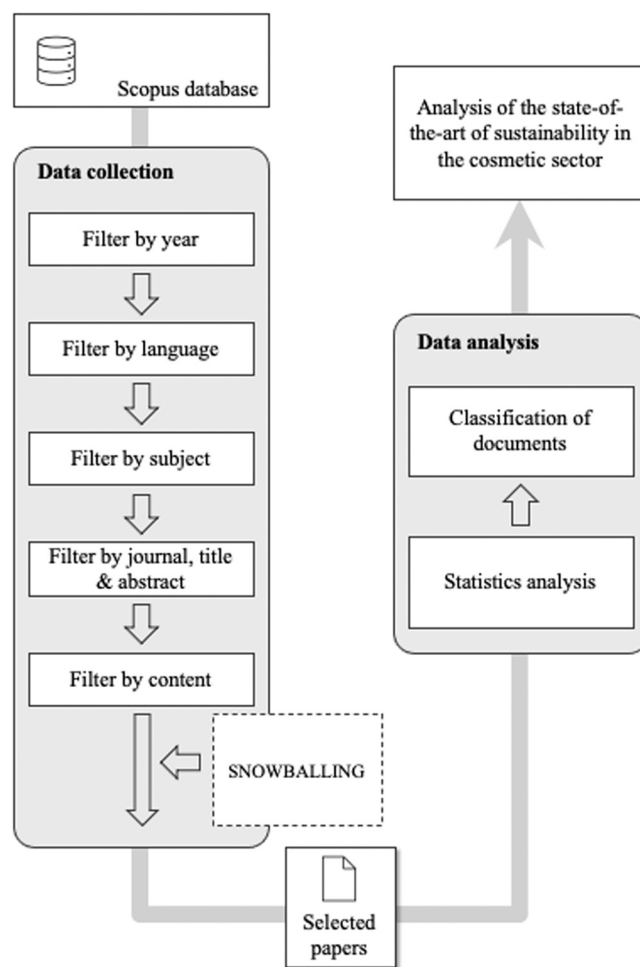 Scopus database
Data collection
Filter by year
Filter by language
Filter by subject
Filter by journal, title
& abstract
Filter by content
SNOWBALLING
Selected
papers
Data analysis
Classification of
documents
Statistics analysis
Analysis of the state-of-
the-art of sustainability in
the cosmetic sector